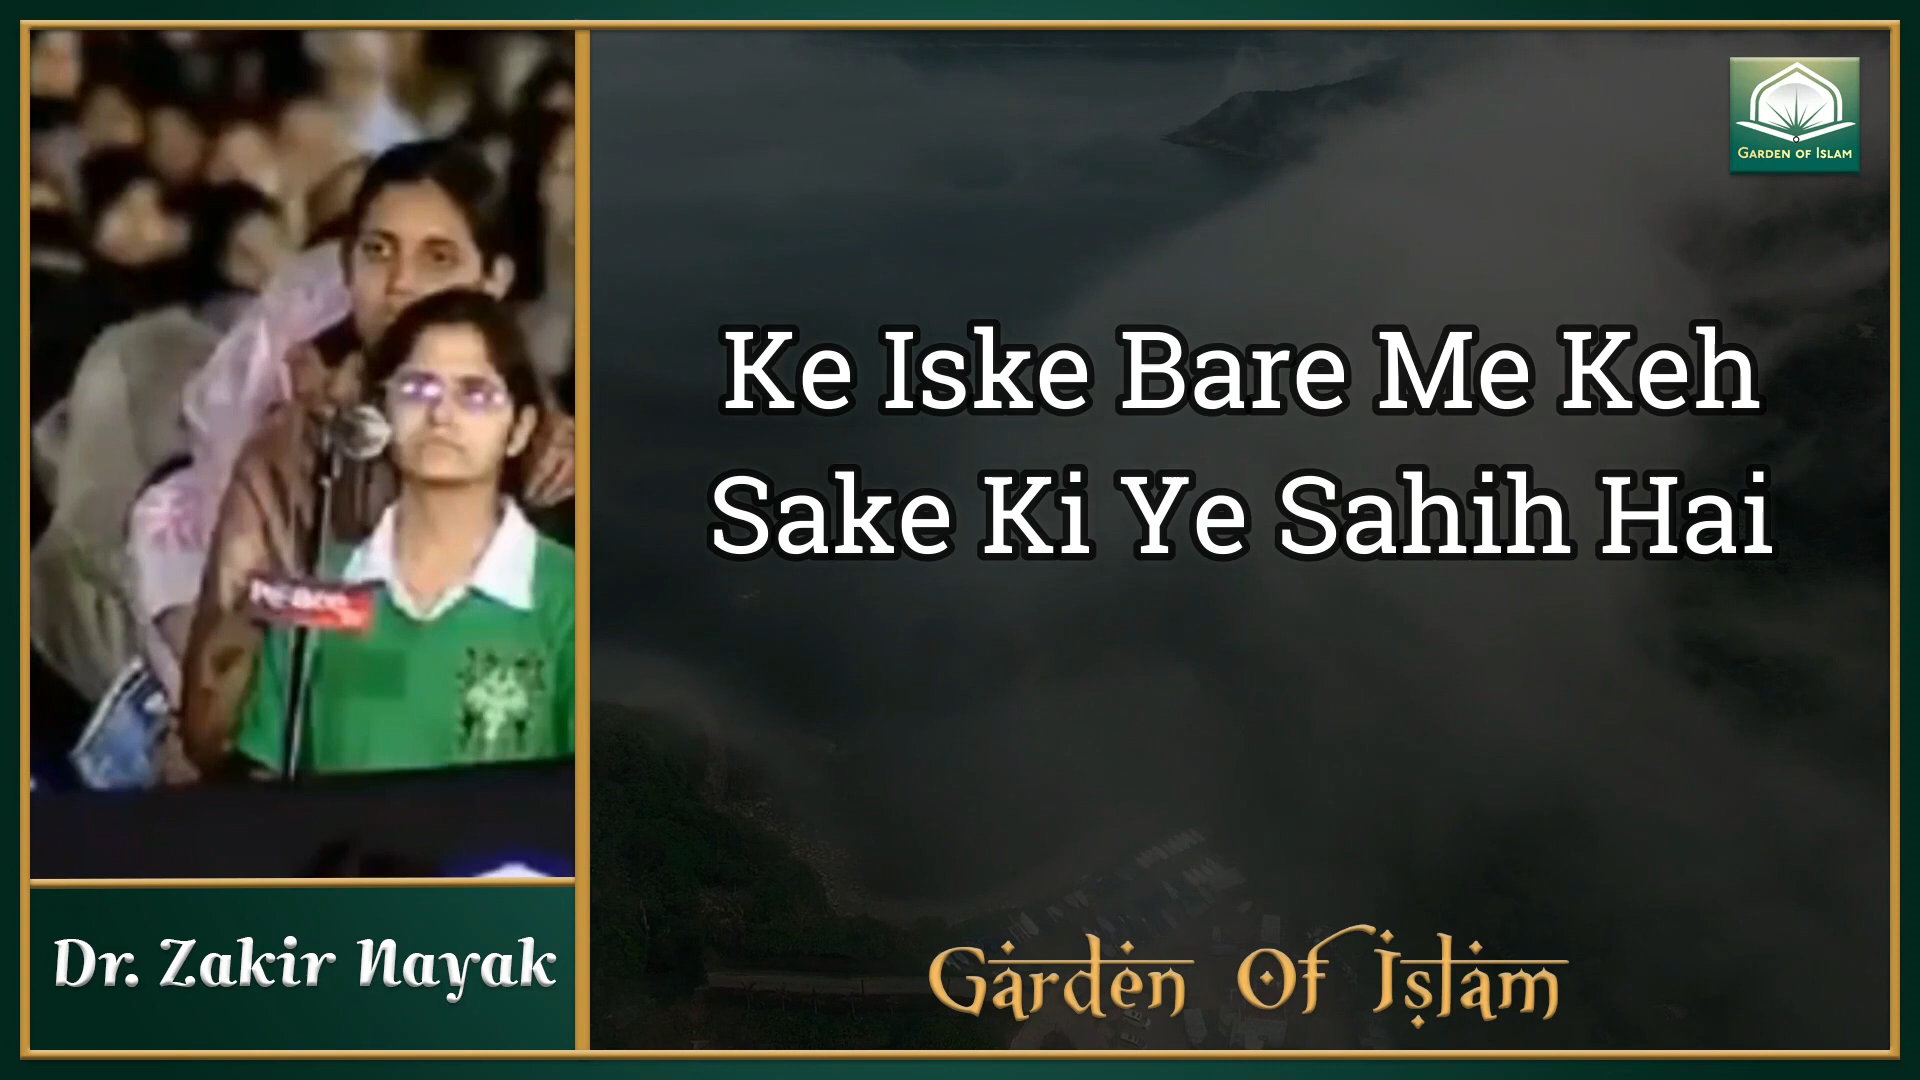 GARDEN OF ISLAM
Ke Iske Bare Me Keh
Sake Ki Ye Sahih Hai
Peace
Dr. Zakir Nayak
Garden Of Islam